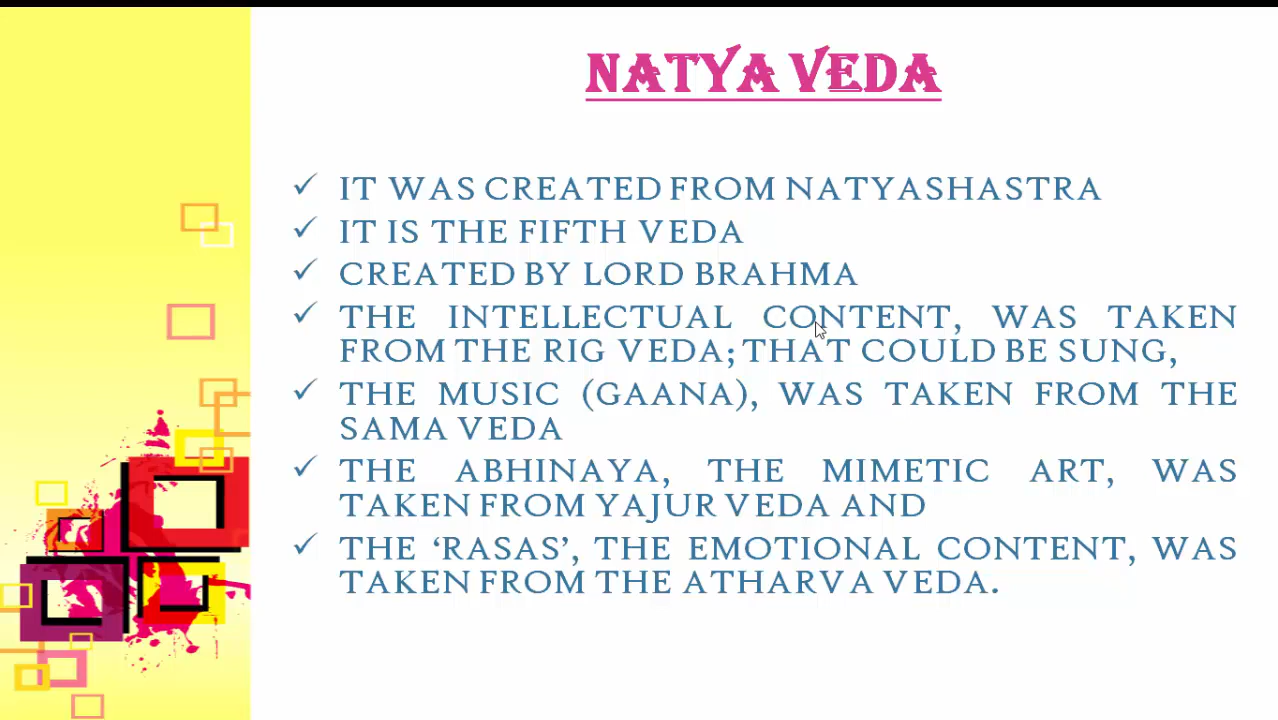 NATYA VEDA
✓ IT WAS CREATED FROM NATYASHASTRA
✓ IT IS THE FIFTH VEDA
✓ CREATED BY LORD BRAHMA
✓ THE INTELLECTUAL CONTENT, WAS TAKEN
FROM THE RIG VEDA; THAT COULD BE SUNG,
✓ THE MUSIC (GAANA), WAS TAKEN FROM THE
SAMA VEDA
✓ THE ABHINAYA, THE MIMETIC ART, WAS
TAKEN FROM YAJUR VEDA AND
✓ THE ‘RASAS’, THE EMOTIONAL CONTENT, WAS
TAKEN FROM THE ATHARVA VEDA.